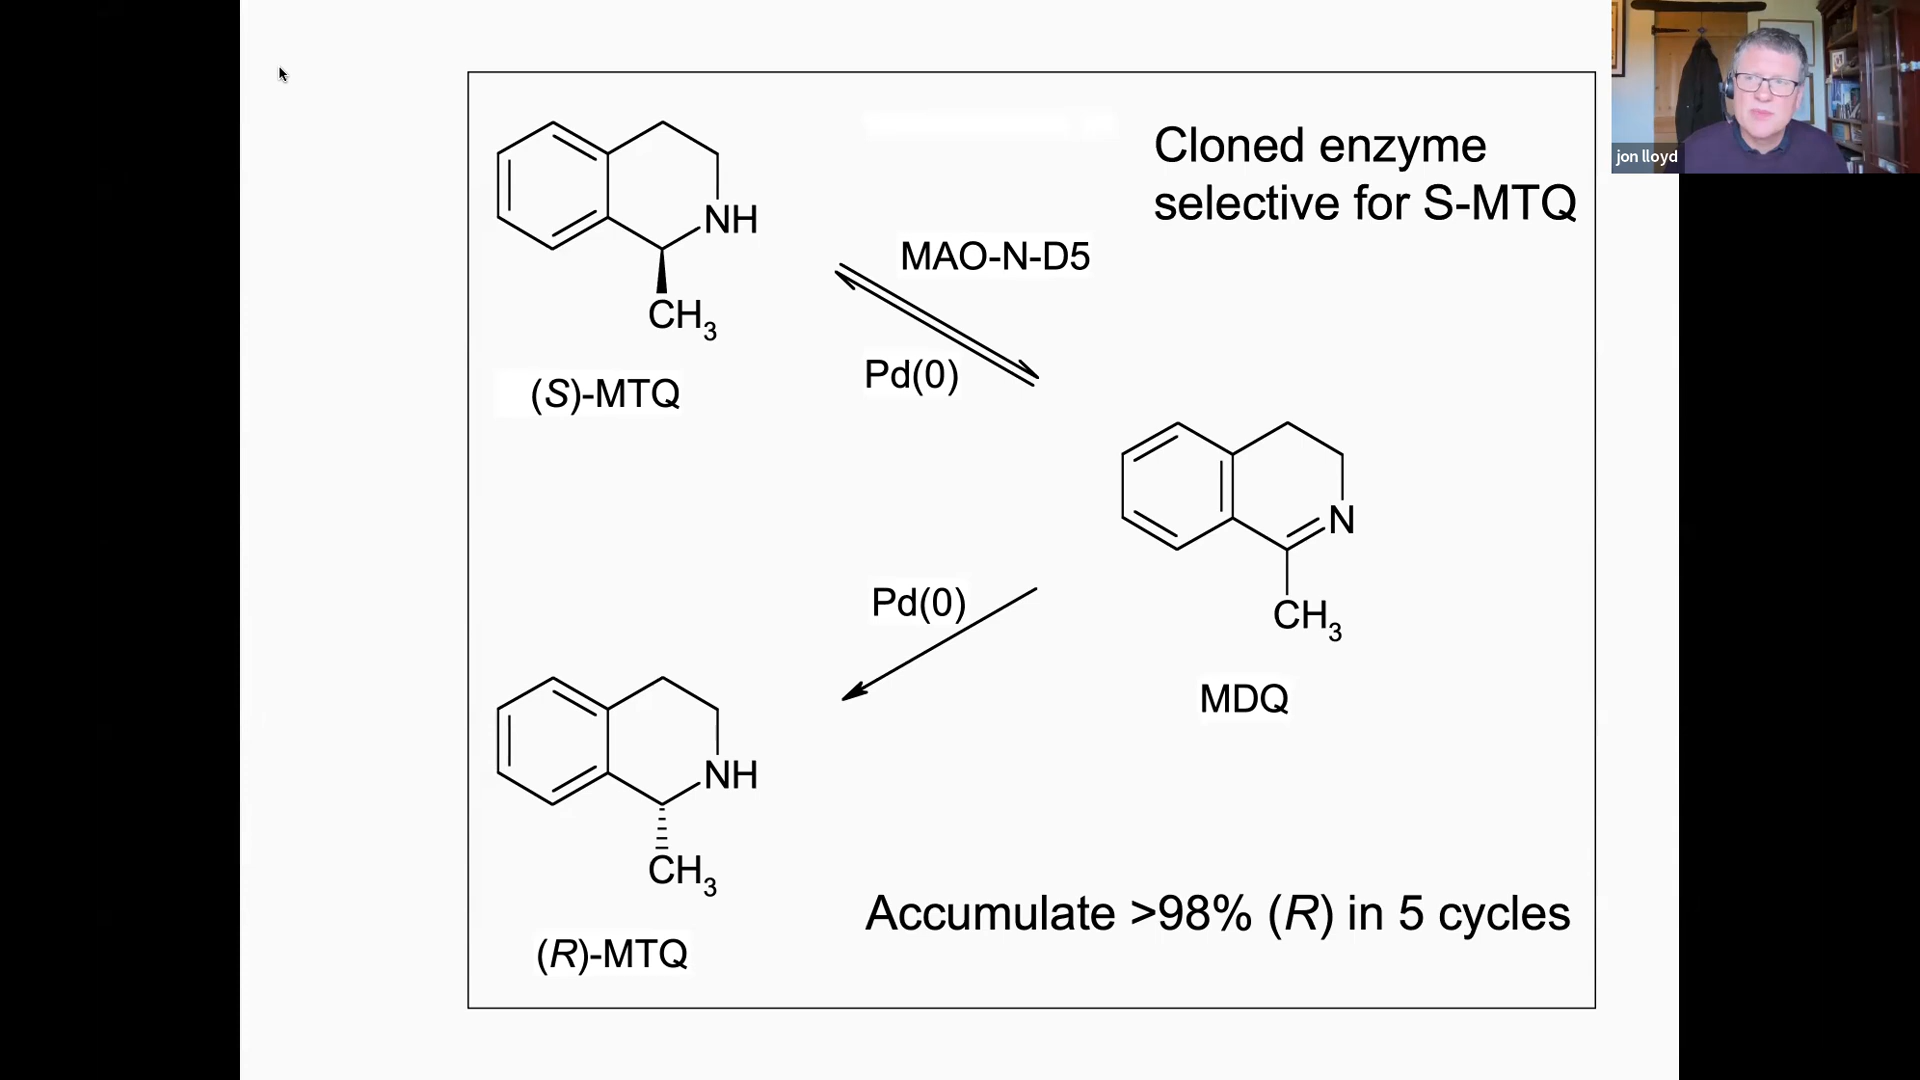 Cloned enzyme
selective for S-MTQ
jon lloyd
NH
CH3
(S)-MTQ
MAO-N-D5
Pd(0)
N
CH3
MDQ
Pd(0)
NH
CH3
(R)-MTQ
Accumulate >98% (R) in 5 cycles